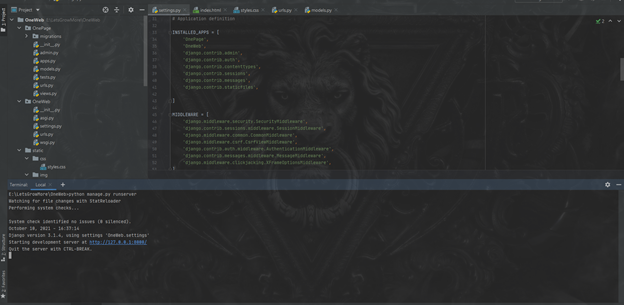 Project
settings.py
index.html
styles.css
urls.py
models.py
OneWeb
OnePage
migrations
__init__.py
admin.py
apps.py
models.py
tests.py
urls.py
views.py
OneWeb
__init__.py
asgi.py
settings.py
urls.py
wsgi.py
static
css
styles.css
img
# Application definition
INSTALLED_APPS = [
'OnePage',
'OneWeb',
'django.contrib.admin',
'django.contrib.auth',
'django.contrib.contenttypes',
'django.contrib.sessions',
'django.contrib.messages',
'django.contrib.staticfiles',
]
MIDDLEWARE = [
'django.middleware.security.SecurityMiddleware',
'django.contrib.sessions.middleware.SessionMiddleware',
'django.middleware.common.CommonMiddleware',
'django.middleware.csrf.CsrfViewMiddleware',
'django.contrib.auth.middleware.AuthenticationMiddleware',
'django.contrib.messages.middleware.MessageMiddleware',
'django.middleware.clickjacking.XFrameOptionsMiddleware',
]
Terminal: Local × +
E:\LetsGrowMore\OneWeb>python manage.py runserver
Watching for file changes with StatReloader
Performing system checks...
System check identified no issues (0 silenced).
Django version 3.1.4, using settings 'OneWeb.settings'
Starting development server at http://127.0.0.1:8000/
Quit the server with CTRL-BREAK.